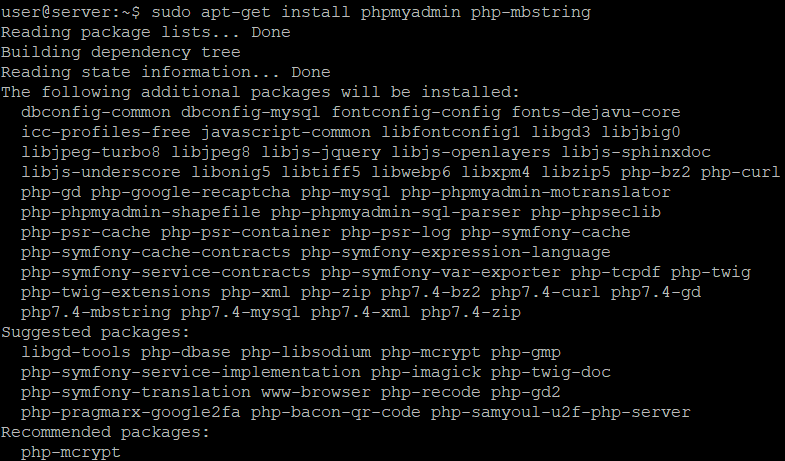 user@server:~$ sudo apt-get install phpmyadmin php-mbstring
Reading package lists... Done
Building dependency tree
Reading state information... Done
The following additional packages will be installed:
dbconfig-common dbconfig-mysql fontconfig-config fonts-dejavu-core
icc-profiles-free javascript-common libfontconfig1 libgd3 libjbig0
libjpeg-turbo8 libjpeg8 libjs-jquery libjs-openlayers libjs-sphinxdoc
libjs-underscore libonig5 libtiff5 libwebp6 libxpm4 libzip5 php-bz2 php-curl
php-gd php-google-recaptcha php-mysql php-phpmyadmin-motranslator
php-phpmyadmin-shapefile php-phpmyadmin-sql-parser php-phpseclib
php-psr-cache php-psr-container php-psr-log php-symfony-cache
php-symfony-cache-contracts php-symfony-expression-language
php-symfony-service-contracts php-symfony-var-exporter php-tcpdf php-twig
php-twig-extensions php-xml php-zip php7.4-bz2 php7.4-curl php7.4-gd
php7.4-mbstring php7.4-mysql php7.4-xml php7.4-zip
Suggested packages:
libgd-tools php-dbase php-libsodium php-mcrypt php-gmp
php-symfony-service-implementation php-imagick php-twig-doc
php-symfony-translation www-browser php-recode php-gd2
php-pragmarx-google2fa php-bacon-qr-code php-samyoul-u2f-php-server
Recommended packages:
php-mcrypt